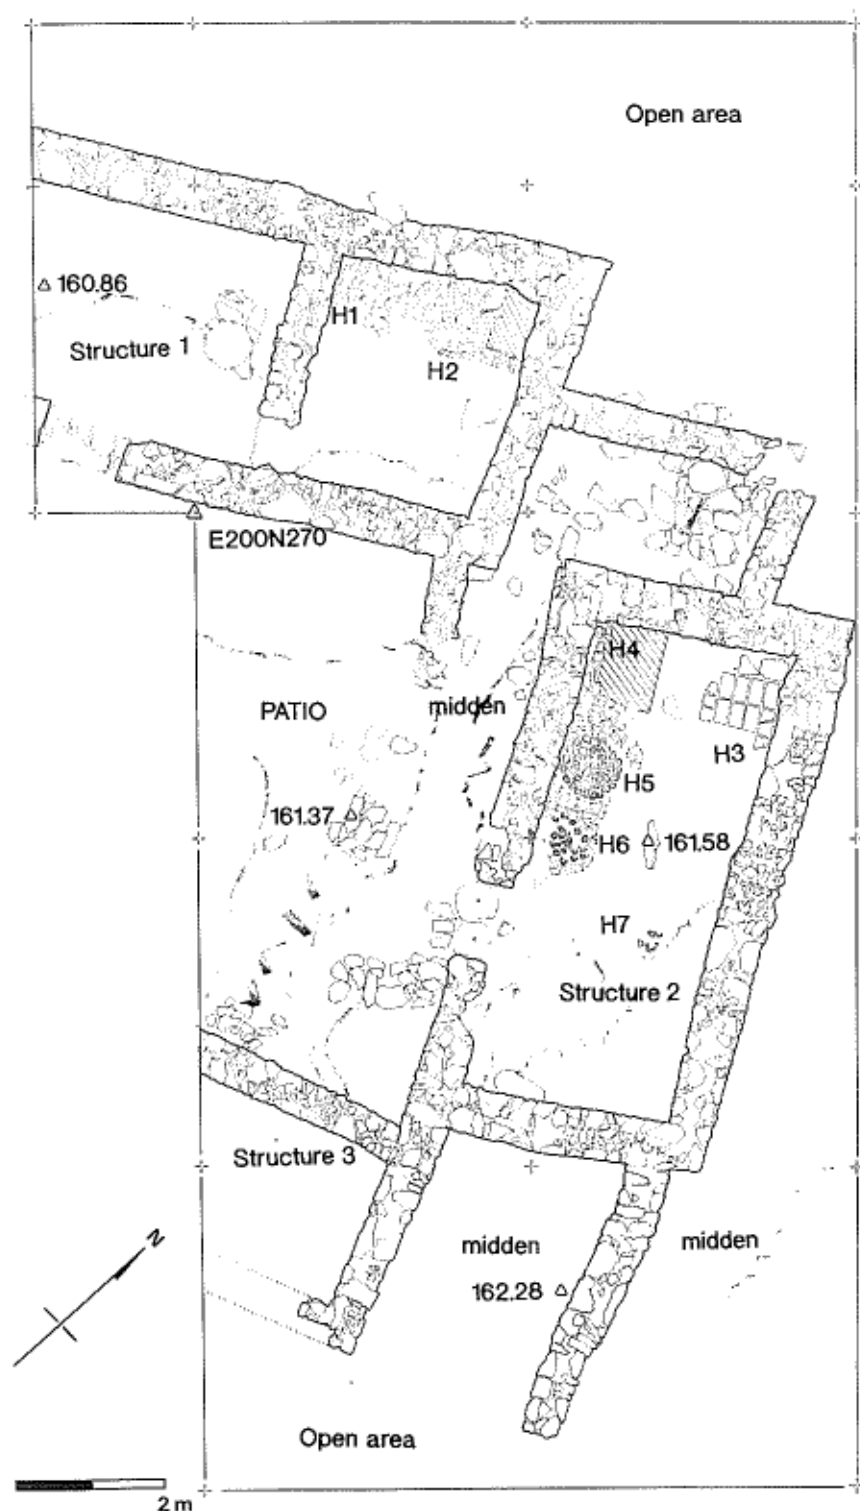 Open area
160.86
H1
Structure 1
H2
E200N270
H4
PATIO
midden
H3
H5
161.37
H6
161.58
H7
Structure 2
Structure 3
N
midden
midden
162.28
Open area
2 m